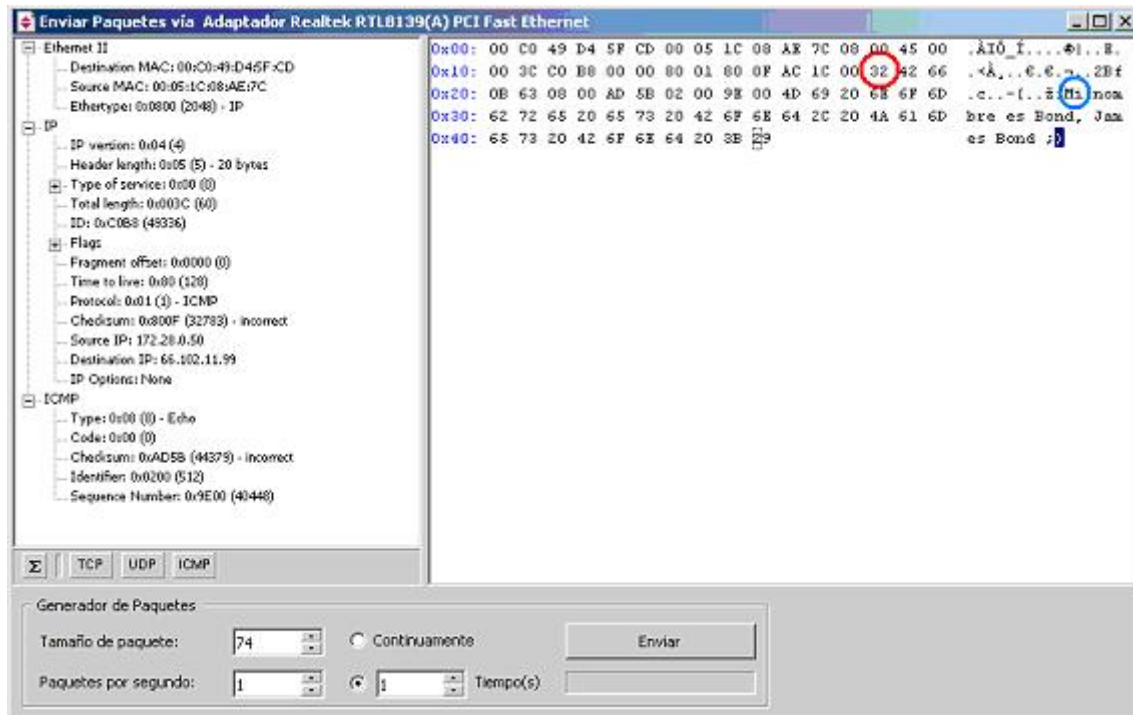 Enviar Paquetes vía Adaptador Realtek RTL8139(A) PCI Fast Ethernet
Ethernet II
Destination MAC: 00:C0:49:D4:5F:CD
Source MAC: 00:05:1C:08:AE:7C
Ethertype: 0x0800 (2048) - IP
IP
IP version: 0x04 (4)
Header length: 0x05 (5) - 20 bytes
Type of service: 0x00 (0)
Total length: 0x003C (60)
ID: 0xC0B8 (49336)
Flags
Fragment offset: 0x0000 (0)
Time to live: 0x80 (128)
Protocol: 0x01 (1) - ICMP
Checksum: 0x800F (32783) - incorrect
Source IP: 172.28.0.50
Destination IP: 66.102.11.99
IP Options: None
ICMP
Type: 0x08 (8) - Echo
Code: 0x00 (0)
Checksum: 0xAD5B (44379) - incorrect
Identifier: 0x0200 (512)
Sequence Number: 0x9E00 (40448)
Σ TCP UDP ICMP
0x00: 00 C0 49 D4 5F CD 00 05 1C 08 AE 7C 08 00 45 00 .ÀIÔ_Í....®|..E.
0x10: 00 3C C0 B8 00 00 80 01 80 0F AC 1C 00 32 42 66 .<À¸..€.€.¬..2Bf
0x20: 0B 63 08 00 AD 5B 02 00 9E 00 4D 69 20 6E 6F 6D .c..-[..ž.Mi nom
0x30: 62 72 65 20 65 73 20 42 6F 6E 64 2C 20 4A 61 6D bre es Bond, Jam
0x40: 65 73 20 42 6F 6E 64 20 3B 29 es Bond ;)
Generador de Paquetes
Tamaño de paquete: 74 Continuamente Enviar
Paquetes por segundo: 1 1 Tiempo(s)